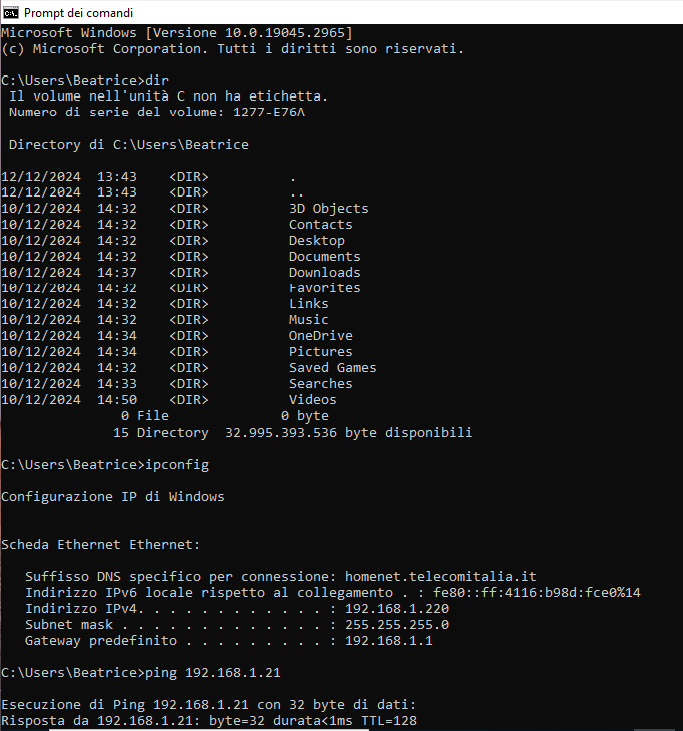 Prompt dei comandi
Microsoft Windows [Versione 10.0.19045.2965]
(c) Microsoft Corporation. Tutti i diritti sono riservati.
C:\Users\Beatrice>dir
Il volume nell'unità C non ha etichetta.
Numero di serie del volume: 1277-E76A
Directory di C:\Users\Beatrice
12/12/2024  13:43    <DIR>          .
12/12/2024  13:43    <DIR>          ..
10/12/2024  14:32    <DIR>          3D Objects
10/12/2024  14:32    <DIR>          Contacts
10/12/2024  14:32    <DIR>          Desktop
10/12/2024  14:32    <DIR>          Documents
10/12/2024  14:37    <DIR>          Downloads
10/12/2024  14:32    <DIR>          Favorites
10/12/2024  14:32    <DIR>          Links
10/12/2024  14:32    <DIR>          Music
10/12/2024  14:34    <DIR>          OneDrive
10/12/2024  14:34    <DIR>          Pictures
10/12/2024  14:32    <DIR>          Saved Games
10/12/2024  14:33    <DIR>          Searches
10/12/2024  14:50    <DIR>          Videos
0 File              0 byte
15 Directory  32.995.393.536 byte disponibili
C:\Users\Beatrice>ipconfig
Configurazione IP di Windows
Scheda Ethernet Ethernet:
Suffisso DNS specifico per connessione: homenet.telecomitalia.it
Indirizzo IPv6 locale rispetto al collegamento . : fe80::ff:4116:b98d:fce0%14
Indirizzo IPv4. . . . . . . . . . . . : 192.168.1.220
Subnet mask . . . . . . . . . . . . . : 255.255.255.0
Gateway predefinito . . . . . . . . . : 192.168.1.1
C:\Users\Beatrice>ping 192.168.1.21
Esecuzione di Ping 192.168.1.21 con 32 byte di dati:
Risposta da 192.168.1.21: byte=32 durata<1ms TTL=128